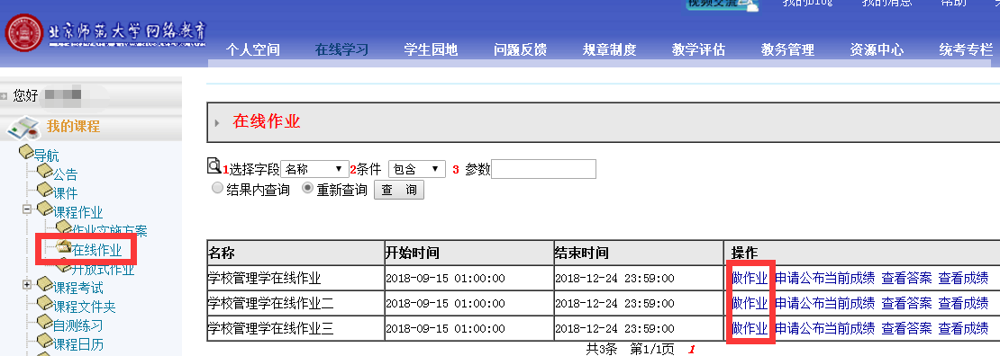 视频交流 我的blog 我的消息 帮助
北京师范大学网络教育
个人空间 在线学习 学生园地 问题反馈 规章制度 教学评估 教务管理 资源中心 统考专栏
您好
我的课程
导航
公告
课件
课程作业
作业实施方案
在线作业
开放式作业
课程考试
课程文件夹
自测练习
课程日历
在线作业
1选择字段 名称 2条件 包含 3 参数
结果内查询 重新查询 查 询
名称 开始时间 结束时间 操作
学校管理学在线作业 2018-09-15 01:00:00 2018-12-24 23:59:00 做作业 申请公布当前成绩 查看答案 查看成绩
学校管理学在线作业二 2018-09-15 01:00:00 2018-12-24 23:59:00 做作业 申请公布当前成绩 查看答案 查看成绩
学校管理学在线作业三 2018-09-15 01:00:00 2018-12-24 23:59:00 做作业 申请公布当前成绩 查看答案 查看成绩
共3条 第1/1页 1